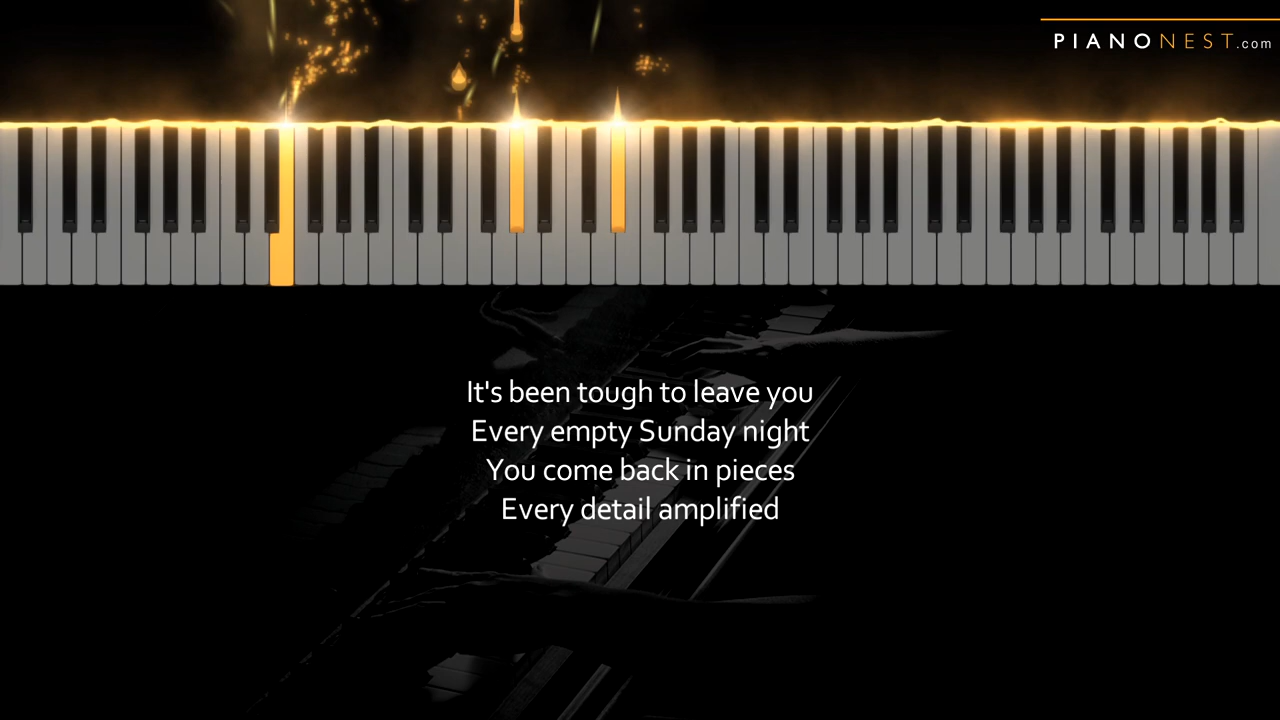 PIANONEST.com
It's been tough to leave you
Every empty Sunday night
You come back in pieces
Every detail amplified